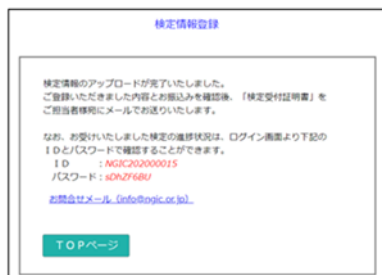 検定情報登録
検定情報のアップロードが完了いたしました。
ご登録いただきました内容とお振込みを確認後、「検定受付証明書」を
ご担当者様宛にメールでお送りいたします。
なお、お受けいたしました検定の進捗状況は、ログイン画面より下記の
IDとパスワードで確認することができます。
ID　　：NGIC202000015
パスワード：sDhZF6BU
お問合せメール（info@ngic.or.jp）
TOPページ